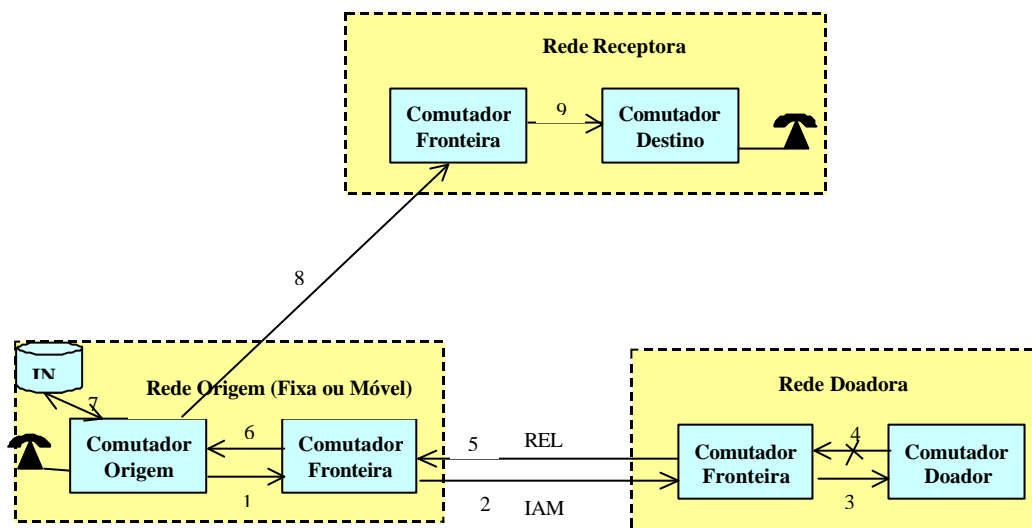 Rede Receptora
Comutador
Fronteira
9
Comutador
Destino
8
IN
Rede Origem (Fixa ou Móvel)
7
Comutador
Origem
6
1
Comutador
Fronteira
5
REL
2
IAM
Rede Doadora
Comutador
Fronteira
4
3
Comutador
Doador